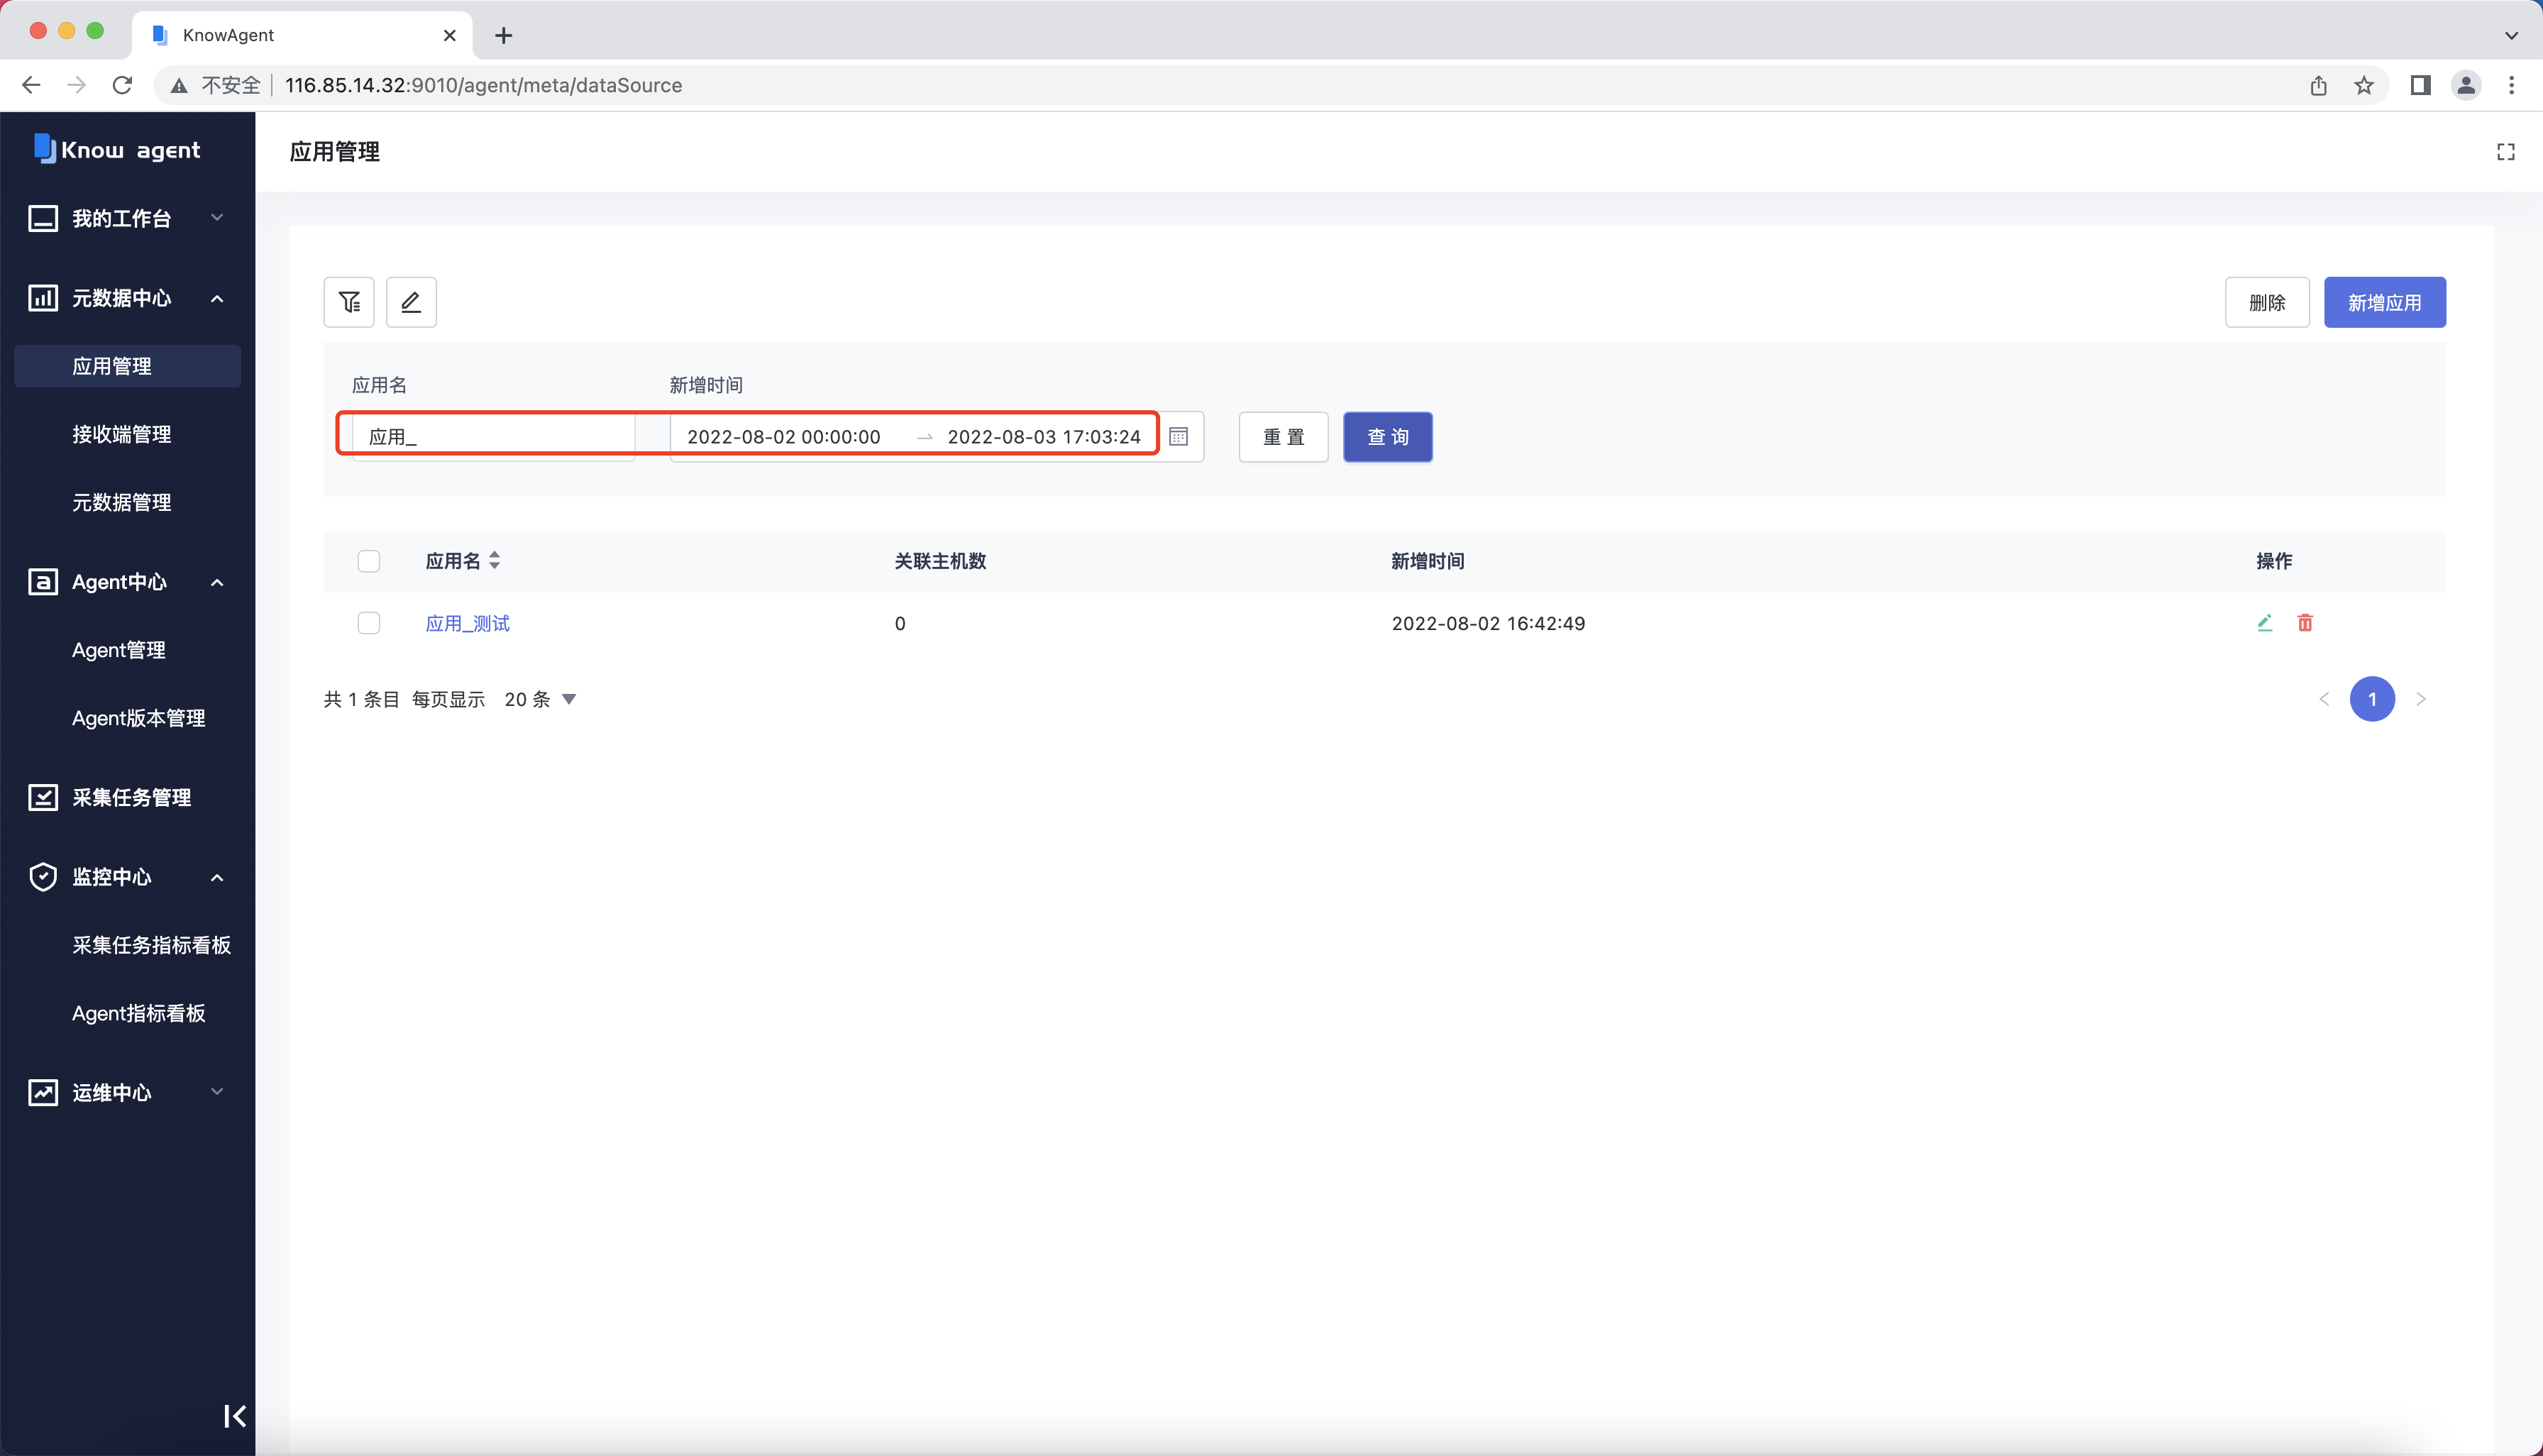 KnowAgent
不安全 116.85.14.32:9010/agent/meta/dataSource
Know agent
应用管理
我的工作台
元数据中心
应用管理
接收端管理
元数据管理
Agent中心
Agent管理
Agent版本管理
采集任务管理
监控中心
采集任务指标看板
Agent指标看板
运维中心
删除 新增应用
应用名 新增时间
应用_ 2022-08-02 00:00:00 → 2022-08-03 17:03:24 重置 查询
应用名 关联主机数 新增时间 操作
应用_测试 0 2022-08-02 16:42:49
共 1 条目 每页显示 20 条 < 1 >